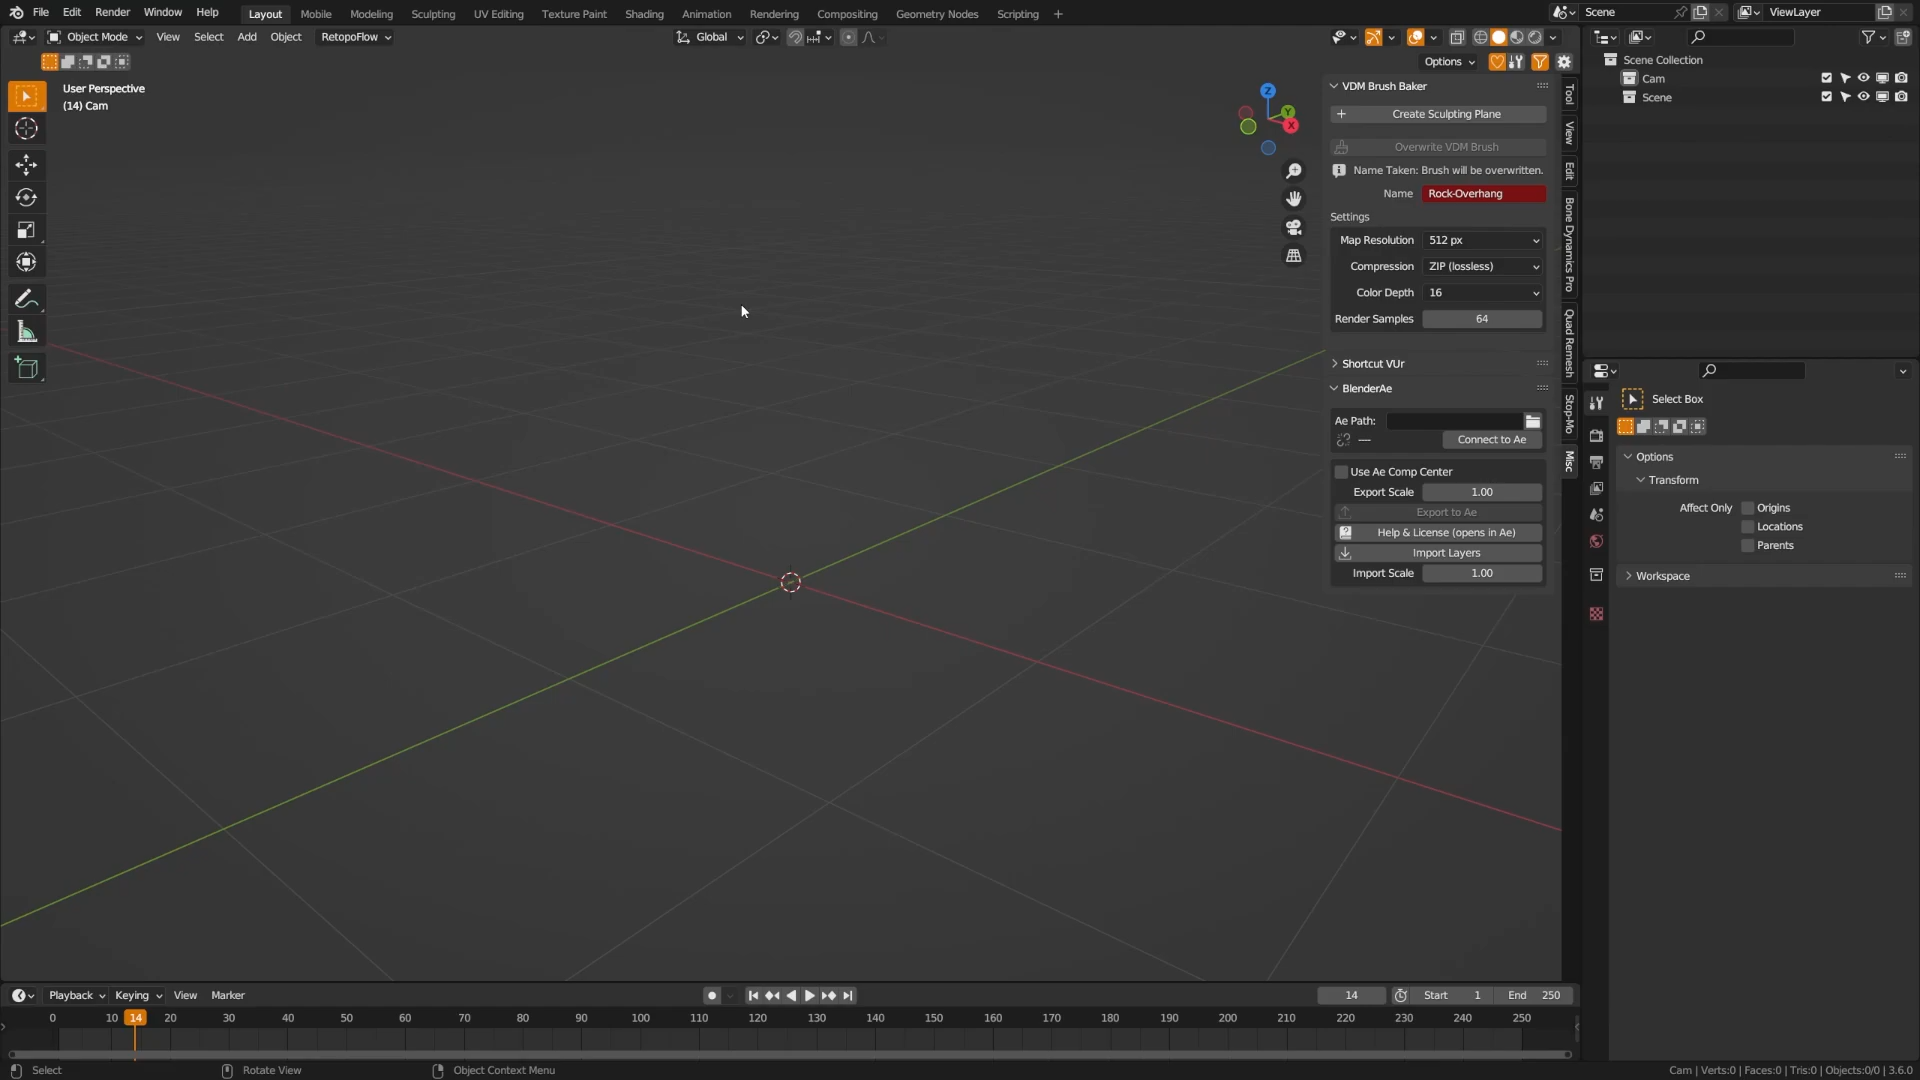 File Edit Render Window Help Layout Mobile Modeling Sculpting UV Editing Texture Paint Shading Animation Rendering Compositing Geometry Nodes Scripting + Scene ViewLayer
Object Mode View Select Add Object RetopoFlow Global
Options
User Perspective
(14) Cam
Z
Y
X
VDM Brush Baker
Create Sculpting Plane
Overwrite VDM Brush
Name Taken: Brush will be overwritten.
Name Rock-Overhang
Settings
Map Resolution 512 px
Compression ZIP (lossless)
Color Depth 16
Render Samples 64
Shortcut VUr
BlenderAe
Ae Path:
— Connect to Ae
Use Ae Comp Center
Export Scale 1.00
Export to Ae
Help & License (opens in Ae)
Import Layers
Import Scale 1.00
Tool
View
Edit
Bone Dynamics Pro
Quad Remesh
Stop-Mo
Misc
Scene Collection
Cam
Scene
Select Box
Options
Transform
Affect Only Origins
Locations
Parents
Workspace
Playback Keying View Marker 14 Start 1 End 250
0 10 14 20 30 40 50 60 70 80 90 100 110 120 130 140 150 160 170 180 190 200 210 220 230 240 250
Select Rotate View Object Context Menu Cam | Verts:0 | Faces:0 | Tris:0 | Objects:0/0 | 3.6.0